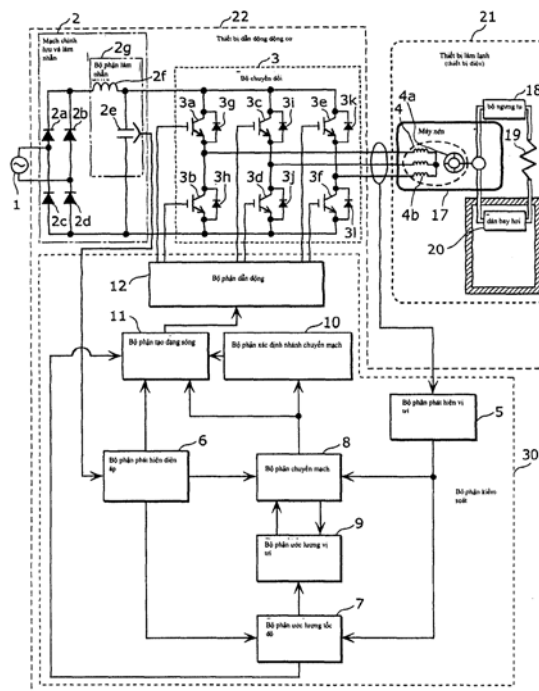 22
21
2
Mạch chỉnh
lưu và làm
nhẵn
2g
Bộ phận làm
nhẵn
2f
Thiết bị dẫn động động cơ
3
Bộ chuyển đổi
Thiết bị làm lạnh
(thiết bị điện)
18
Bộ ngưng tụ
2a
2b
2e
3a
3g
3c
3i
3e
3k
4a
4
Máy nén
19
1
2c
2d
3b
3h
3d
3j
3f
3l
4b
17
dàn bay hơi
20
12
Bộ phận dẫn động
11
Bộ phận tạo dạng sóng
10
Bộ phận xác định nhánh chuyển mạch
Bộ phận phát hiện vị
trí
5
6
Bộ phận phát hiện điện
áp
8
Bộ phận chuyển mạch
30
Bộ phận kiểm
soát
9
Bộ phận ước lượng vị
trí
7
Bộ phận ước lượng tốc
độ